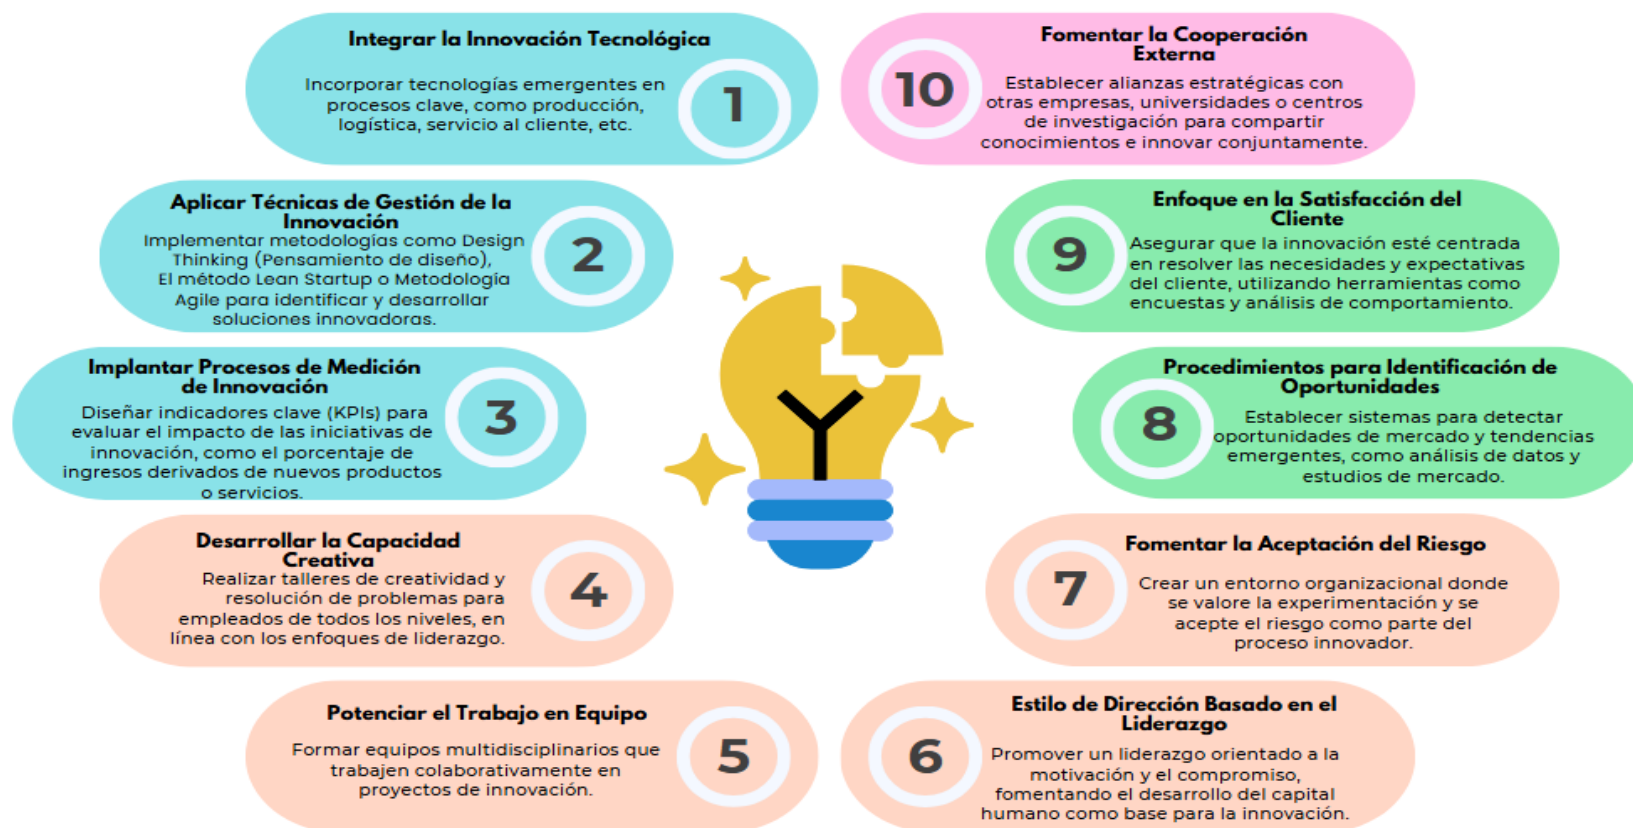 Integrar la Innovación Tecnológica
Incorporar tecnologías emergentes en
procesos clave, como producción,
logística, servicio al cliente, etc.
1
Aplicar Técnicas de Gestión de la
Innovación
Implementar metodologías como Design
Thinking (Pensamiento de diseño),
El método Lean Startup o Metodología
Agile para identificar y desarrollar
soluciones innovadoras.
2
Implantar Procesos de Medición
de Innovación
Diseñar indicadores clave (KPIs) para
evaluar el impacto de las iniciativas de
innovación, como el porcentaje de
ingresos derivados de nuevos productos
o servicios.
3
Desarrollar la Capacidad
Creativa
Realizar talleres de creatividad y
resolución de problemas para
empleados de todos los niveles, en
línea con los enfoques de liderazgo.
4
Potenciar el Trabajo en Equipo
Formar equipos multidisciplinarios que
trabajen colaborativamente en
proyectos de innovación.
5
Estilo de Dirección Basado en el
Liderazgo
6
Promover un liderazgo orientado a la
motivación y el compromiso,
fomentando el desarrollo del capital
humano como base para la innovación.
Fomentar la Aceptación del Riesgo
7
Crear un entorno organizacional donde
se valore la experimentación y se
acepte el riesgo como parte del
proceso innovador.
Procedimientos para Identificación de
Oportunidades
8
Establecer sistemas para detectar
oportunidades de mercado y tendencias
emergentes, como análisis de datos y
estudios de mercado.
Enfoque en la Satisfacción del
Cliente
9
Asegurar que la innovación esté centrada
en resolver las necesidades y expectativas
del cliente, utilizando herramientas como
encuestas y análisis de comportamiento.
Fomentar la Cooperación
Externa
10
Establecer alianzas estratégicas con
otras empresas, universidades o centros
de investigación para compartir
conocimientos e innovar conjuntamente.